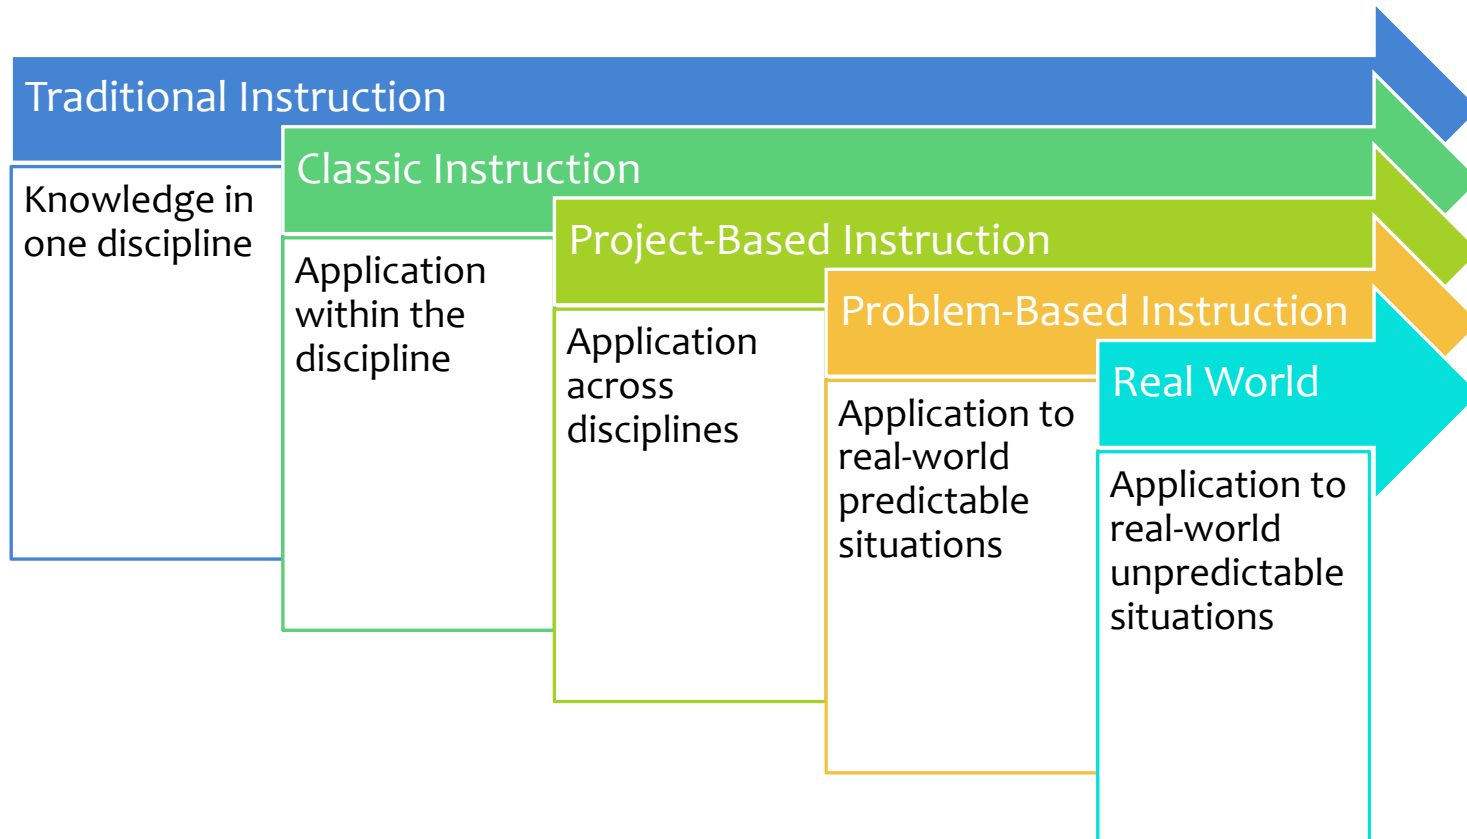 Traditional Instruction
Knowledge in
one discipline
Classic Instruction
Application
within the
discipline
Project-Based Instruction
Application
across
disciplines
Problem-Based Instruction
Application to
real-world
predictable
situations
Real World
Application to
real-world
unpredictable
situations